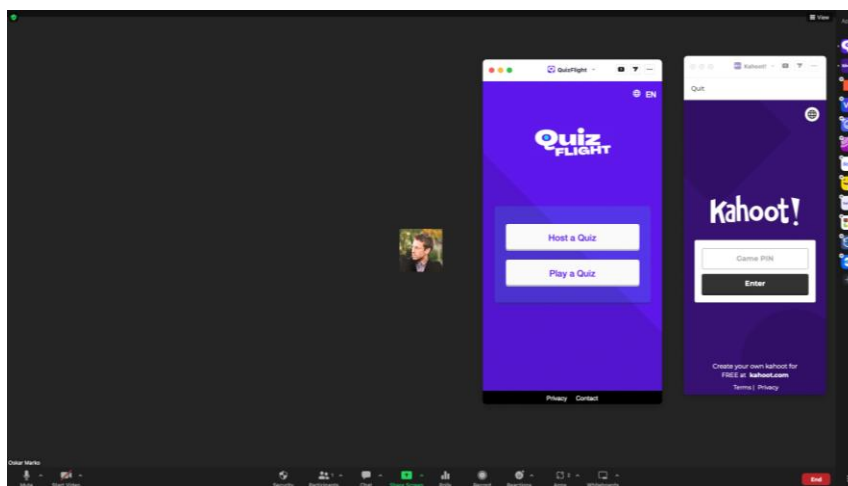 View
QuizFlight
EN
Quiz
FLIGHT
Host a Quiz
Play a Quiz
Privacy Contact
Kahoot!
Quit
Kahoot!
Game PIN
Enter
Create your own kahoot for
FREE at kahoot.com
Terms | Privacy
Oskar Marko
Mute Start Video Security Participants Chat Share Screen Polls Record Reactions Apps Whiteboards
End